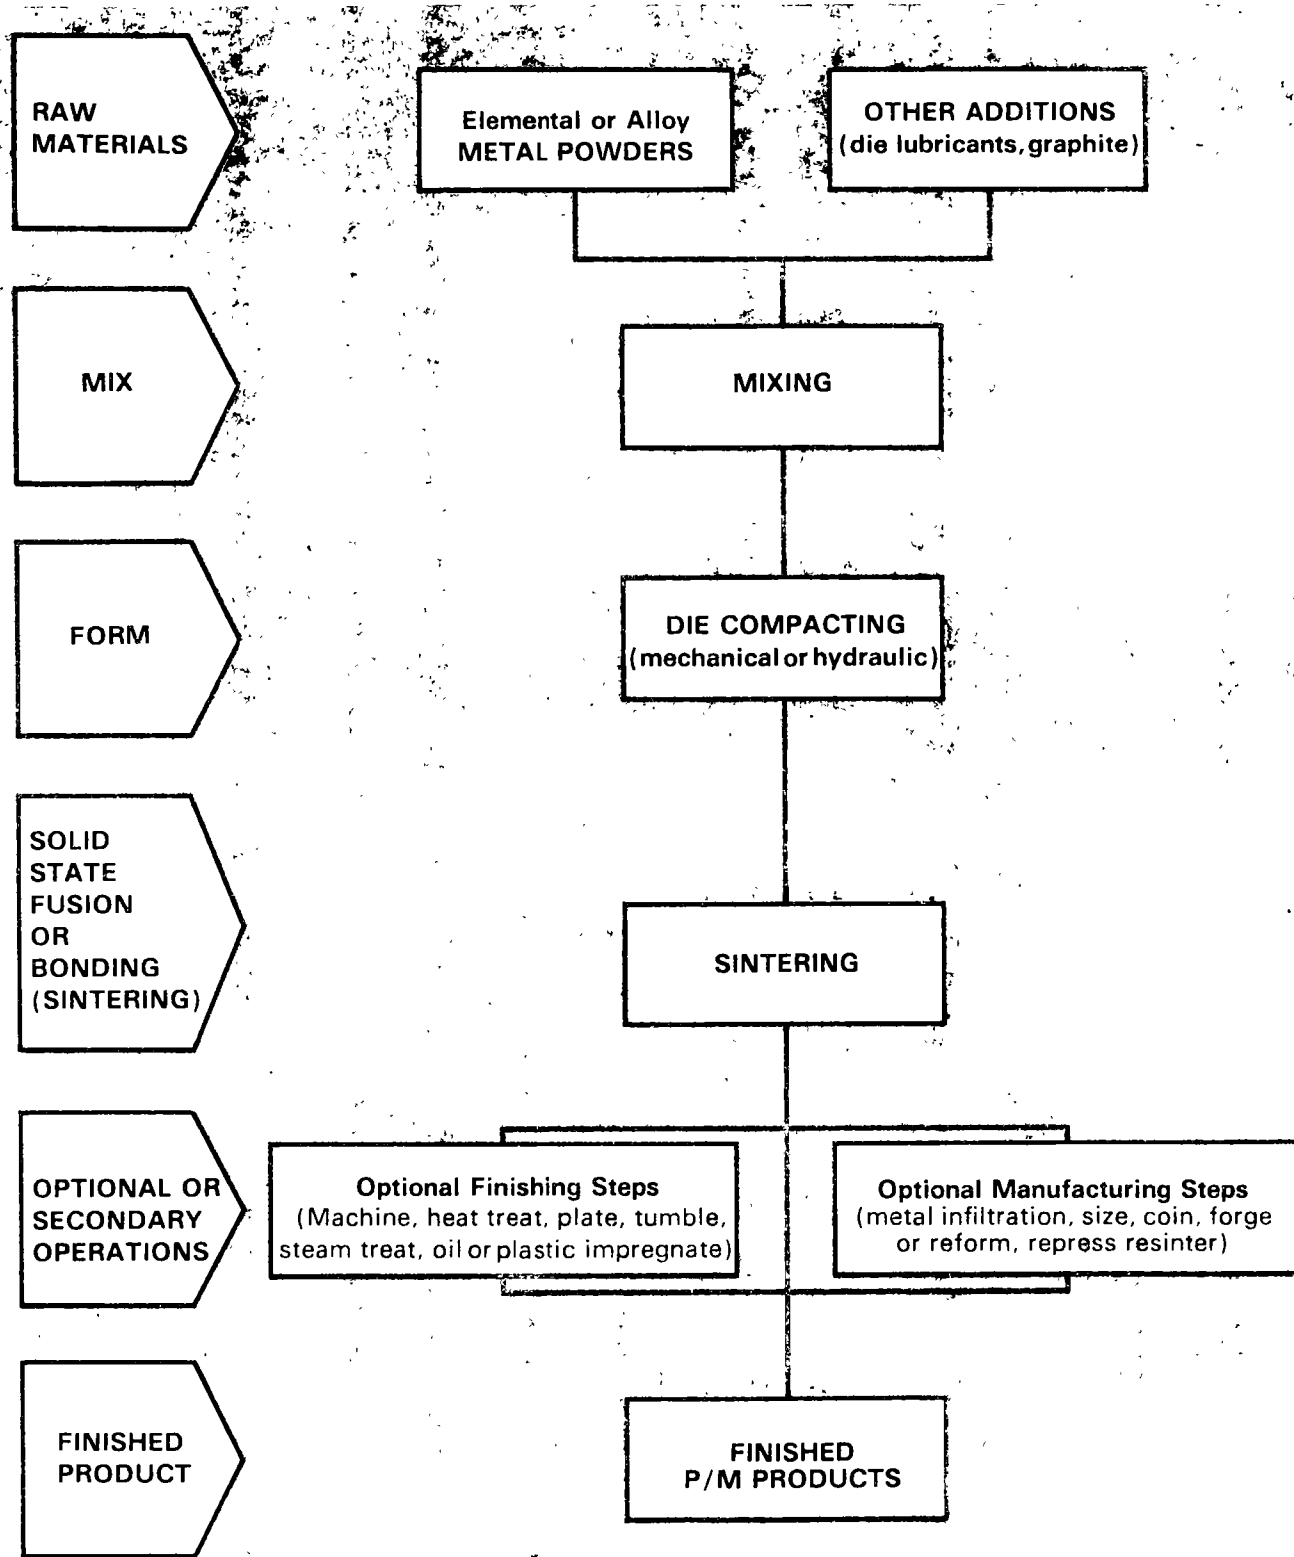 RAW
MATERIALS
Elemental or Alloy
METAL POWDERS
OTHER ADDITIONS
(die lubricants, graphite)
MIX
MIXING
FORM
DIE COMPACTING
(mechanical or hydraulic)
SOLID
STATE
FUSION
OR
BONDING
(SINTERING)
SINTERING
OPTIONAL OR
SECONDARY
OPERATIONS
Optional Finishing Steps
(Machine, heat treat, plate, tumble,
steam treat, oil or plastic impregnate)
Optional Manufacturing Steps
(metal infiltration, size, coin, forge
or reform, repress resinter)
FINISHED
PRODUCT
FINISHED
P/M PRODUCTS